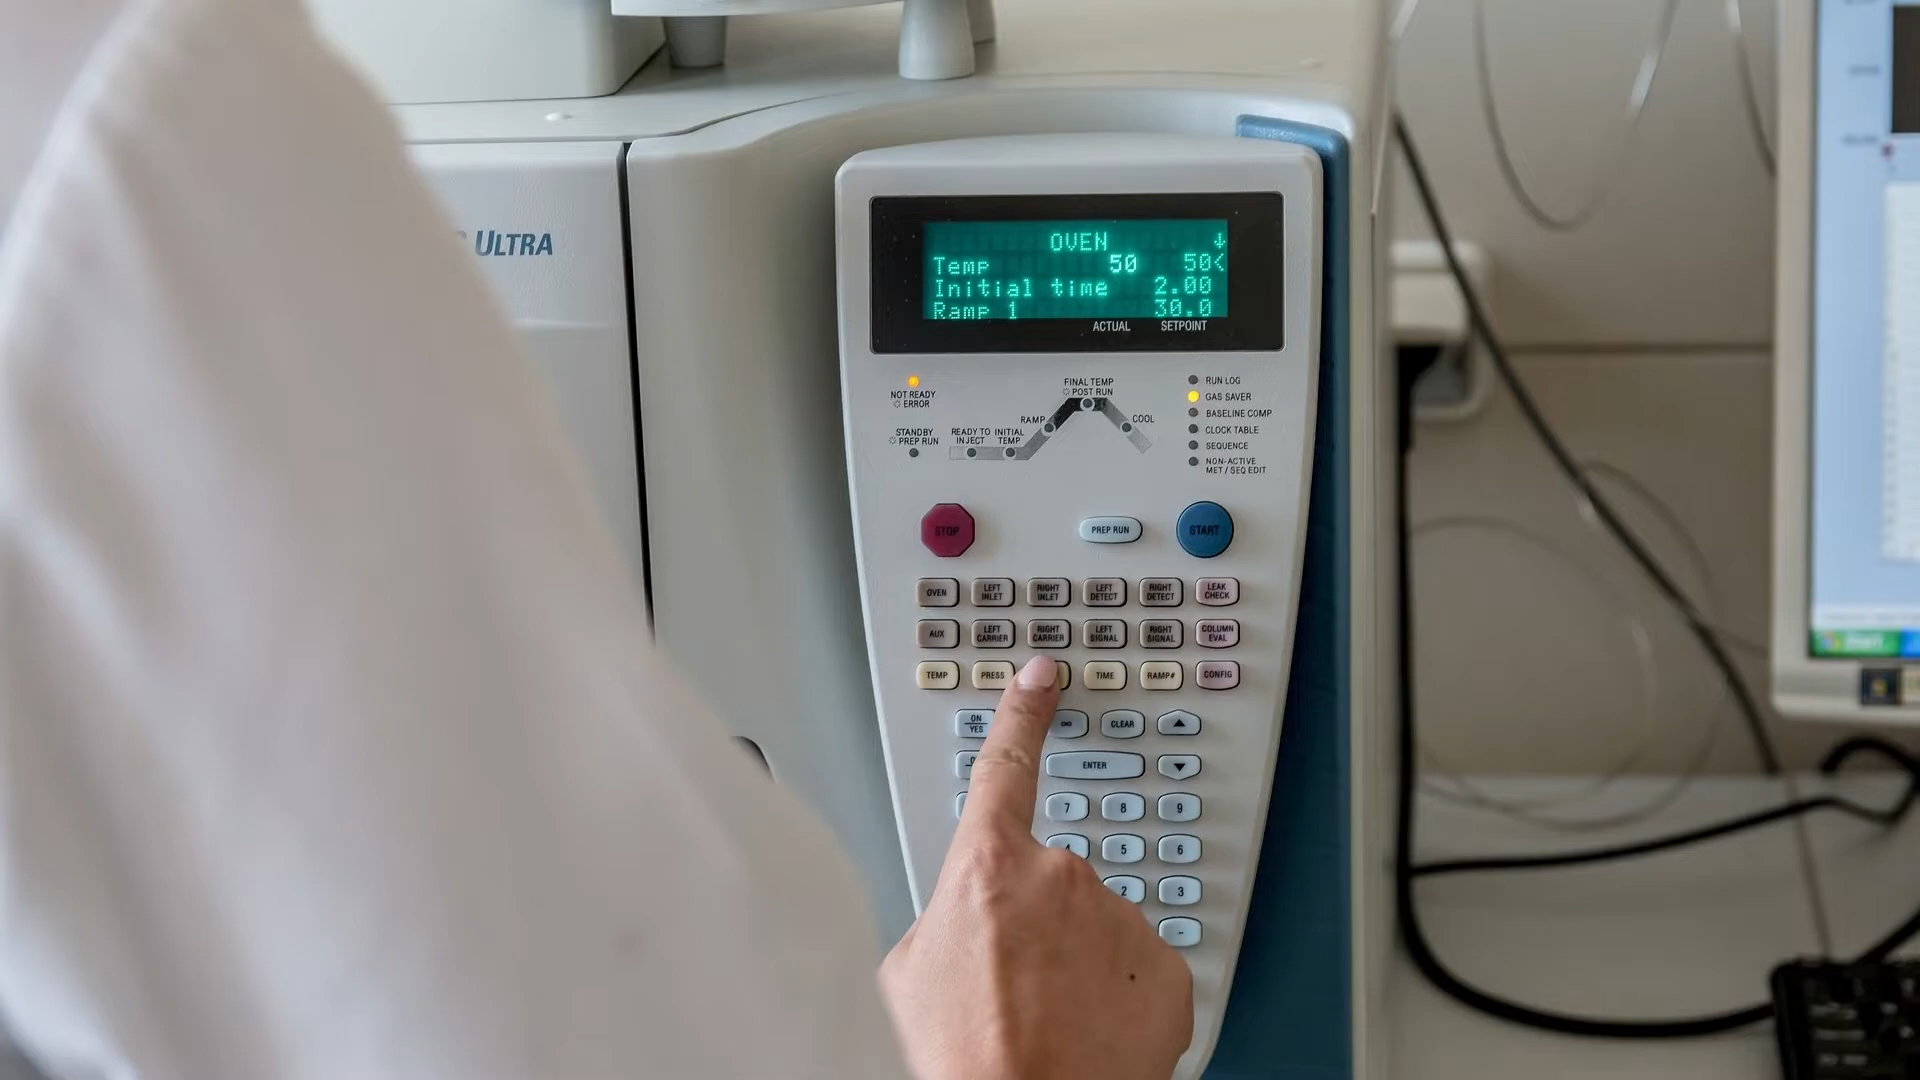 ULTRA
OVEN ↓
Temp 50 50<
Initial time 2.00
Ramp 1 30.0
ACTUAL SETPOINT
NOT READY
ERROR
STANDBY
PREP RUN
READY TO
INJECT
INITIAL
TEMP
RAMP
FINAL TEMP
POST RUN
COOL
RUN LOG
GAS SAVER
BASELINE COMP
CLOCK TABLE
SEQUENCE
NON-ACTIVE
MET / SEQ EDIT
STOP
PREP RUN
START
OVEN
LEFT
INLET
RIGHT
INLET
LEFT
DETECT
RIGHT
DETECT
LEAK
CHECK
AUX
LEFT
CARRIER
RIGHT
CARRIER
LEFT
SIGNAL
RIGHT
SIGNAL
COLUMN
EVAL
TEMP
PRESS
TIME
RAMP#
CONFIG
ON
YES
∞
CLEAR
ENTER
7 8 9
4 5 6
2 3
-